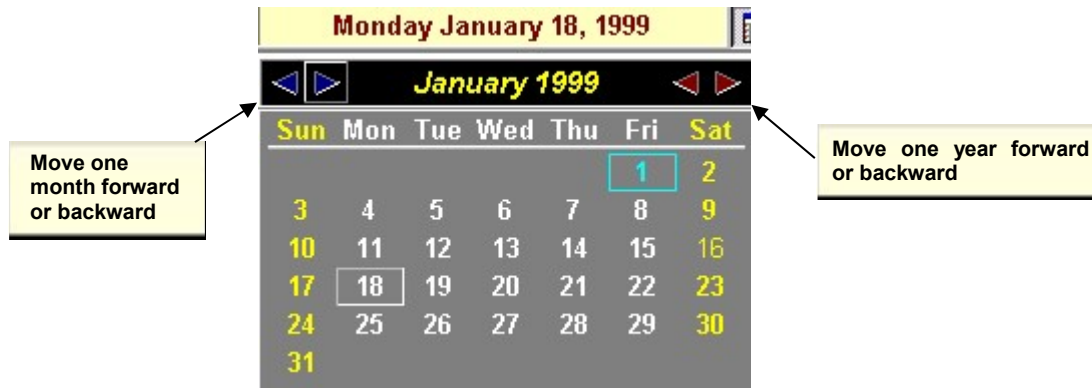 Monday January 18, 1999
January 1999
Sun Mon Tue Wed Thu Fri Sat
1 2
3 4 5 6 7 8 9
10 11 12 13 14 15 16
17 18 19 20 21 22 23
24 25 26 27 28 29 30
31
Move one
month forward
or backward
Move one year forward
or backward